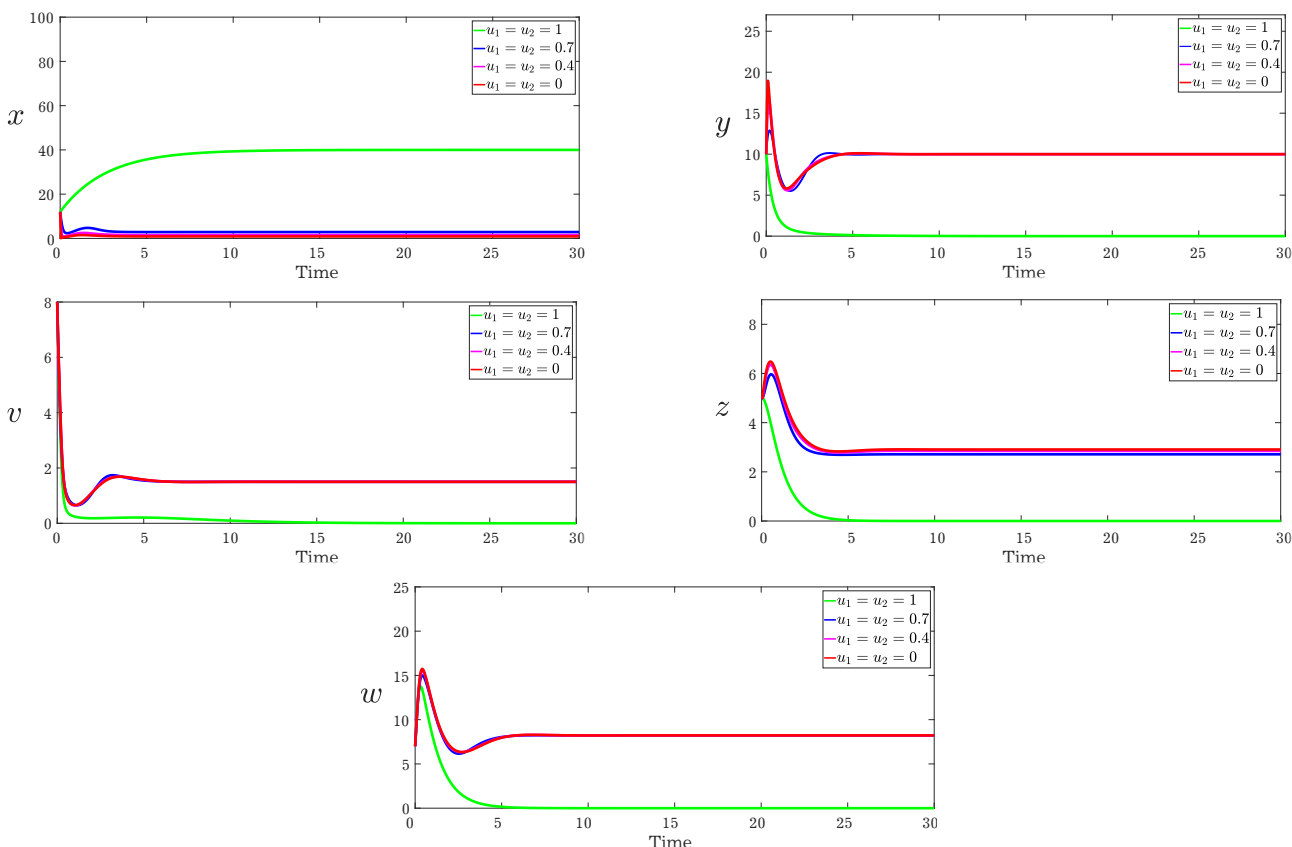 100
80
60
40
20
0
x
0 5 10 15 20 25 30
Time
u₁ = u₂ = 1
u₁ = u₂ = 0.7
u₁ = u₂ = 0.4
u₁ = u₂ = 0
25
20
15
10
5
0
y
0 5 10 15 20 25 30
Time
u₁ = u₂ = 1
u₁ = u₂ = 0.7
u₁ = u₂ = 0.4
u₁ = u₂ = 0
8
6
4
2
0
v
0 5 10 15 20 25 30
Time
u₁ = u₂ = 1
u₁ = u₂ = 0.7
u₁ = u₂ = 0.4
u₁ = u₂ = 0
8
6
4
2
0
z
0 5 10 15 20 25 30
Time
u₁ = u₂ = 1
u₁ = u₂ = 0.7
u₁ = u₂ = 0.4
u₁ = u₂ = 0
25
20
15
10
5
0
w
0 5 10 15 20 25 30
Time
u₁ = u₂ = 1
u₁ = u₂ = 0.7
u₁ = u₂ = 0.4
u₁ = u₂ = 0